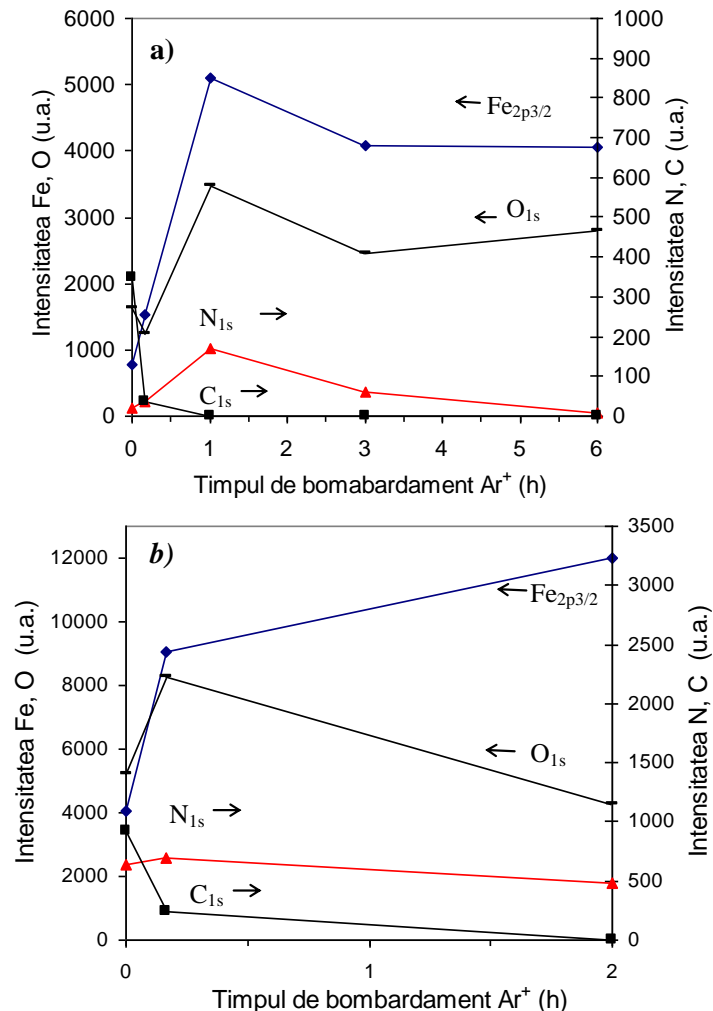 a)
Intensitatea Fe, O (u.a.)
6000
5000
4000
3000
2000
1000
0
1000
900
800
700
600
500
400
300
200
100
0
Intensitatea N, C (u.a.)
← Fe2p3/2
← O1s
N1s →
C1s →
0 1 2 3 4 5 6
Timpul de bomabardament Ar+ (h)
b)
Intensitatea Fe, O (u.a.)
12000
10000
8000
6000
4000
2000
0
3500
3000
2500
2000
1500
1000
500
0
Intensitatea N, C (u.a.)
← Fe2p3/2
← O1s
N1s →
C1s →
0 1 2
Timpul de bombardament Ar+ (h)